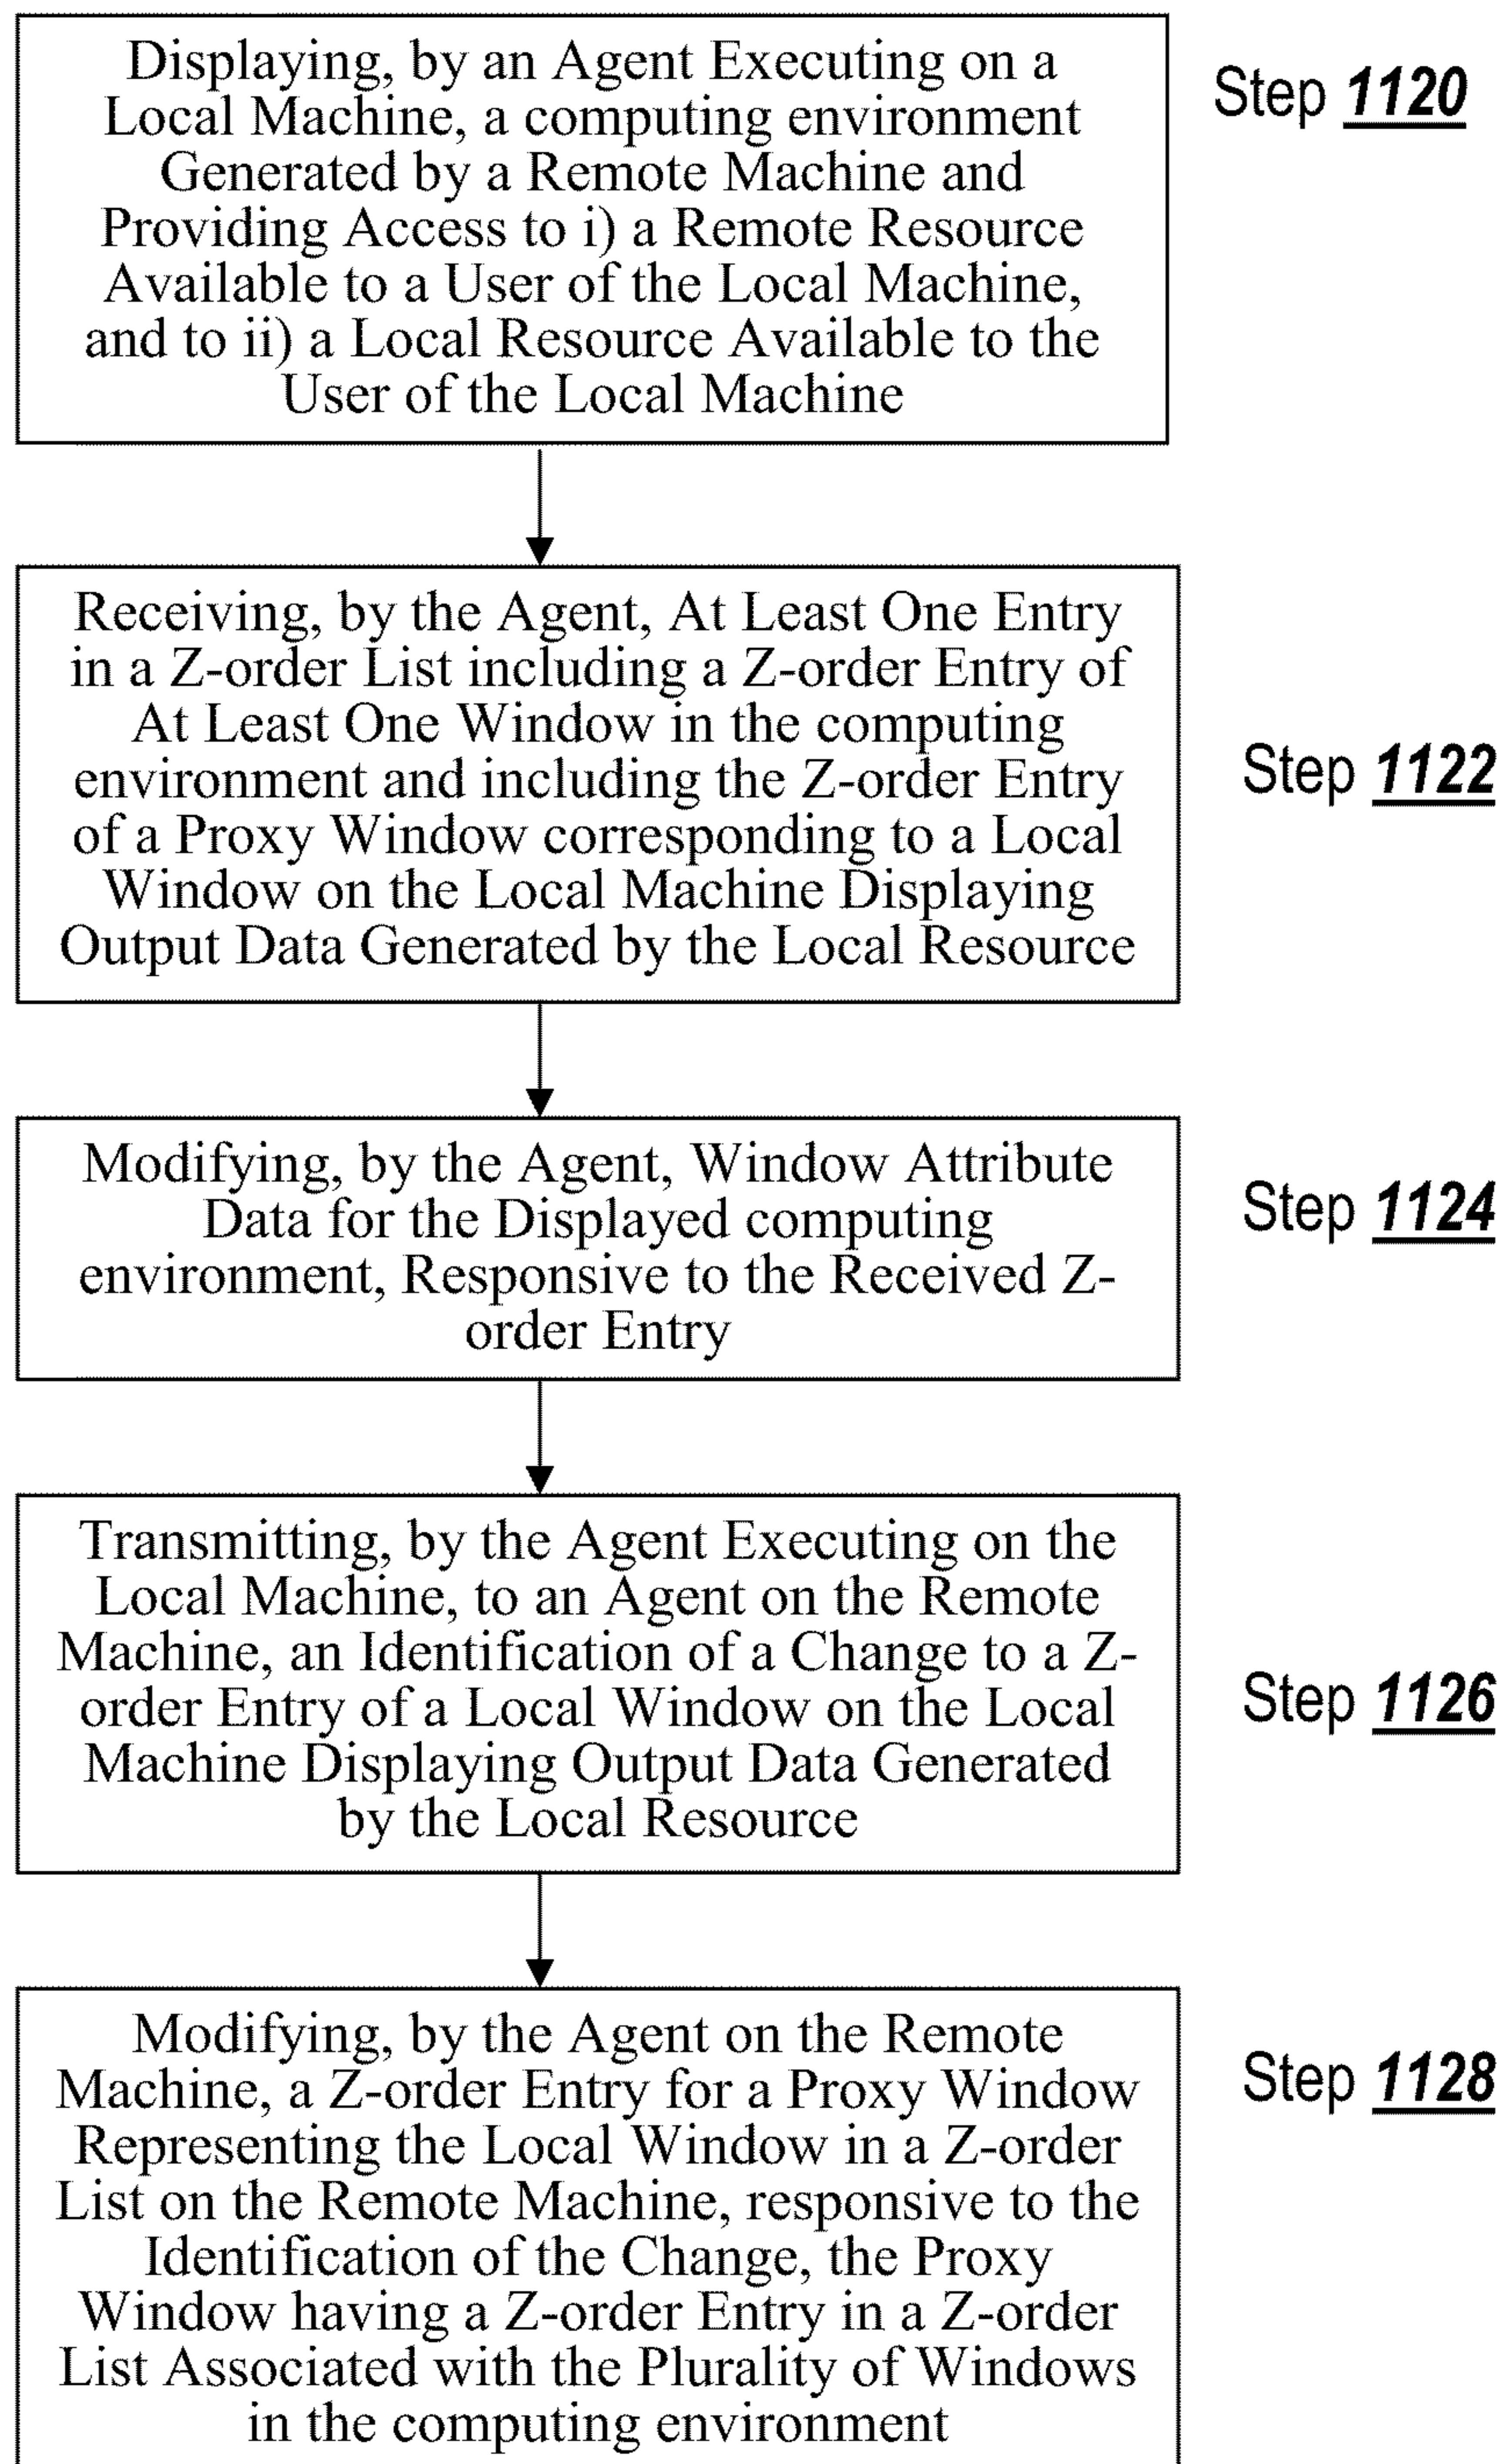 Displaying, by an Agent Executing on a
Local Machine, a computing environment
Generated by a Remote Machine and
Providing Access to i) a Remote Resource
Available to a User of the Local Machine,
and to ii) a Local Resource Available to the
User of the Local Machine
Step 1120
Receiving, by the Agent, At Least One Entry
in a Z-order List including a Z-order Entry of
At Least One Window in the computing
environment and including the Z-order Entry
of a Proxy Window corresponding to a Local
Window on the Local Machine Displaying
Output Data Generated by the Local Resource
Step 1122
Modifying, by the Agent, Window Attribute
Data for the Displayed computing
environment, Responsive to the Received Z-
order Entry
Step 1124
Transmitting, by the Agent Executing on the
Local Machine, to an Agent on the Remote
Machine, an Identification of a Change to a Z-
order Entry of a Local Window on the Local
Machine Displaying Output Data Generated
by the Local Resource
Step 1126
Modifying, by the Agent on the Remote
Machine, a Z-order Entry for a Proxy Window
Representing the Local Window in a Z-order
List on the Remote Machine, responsive to the
Identification of the Change, the Proxy
Window having a Z-order Entry in a Z-order
List Associated with the Plurality of Windows
in the computing environment
Step 1128